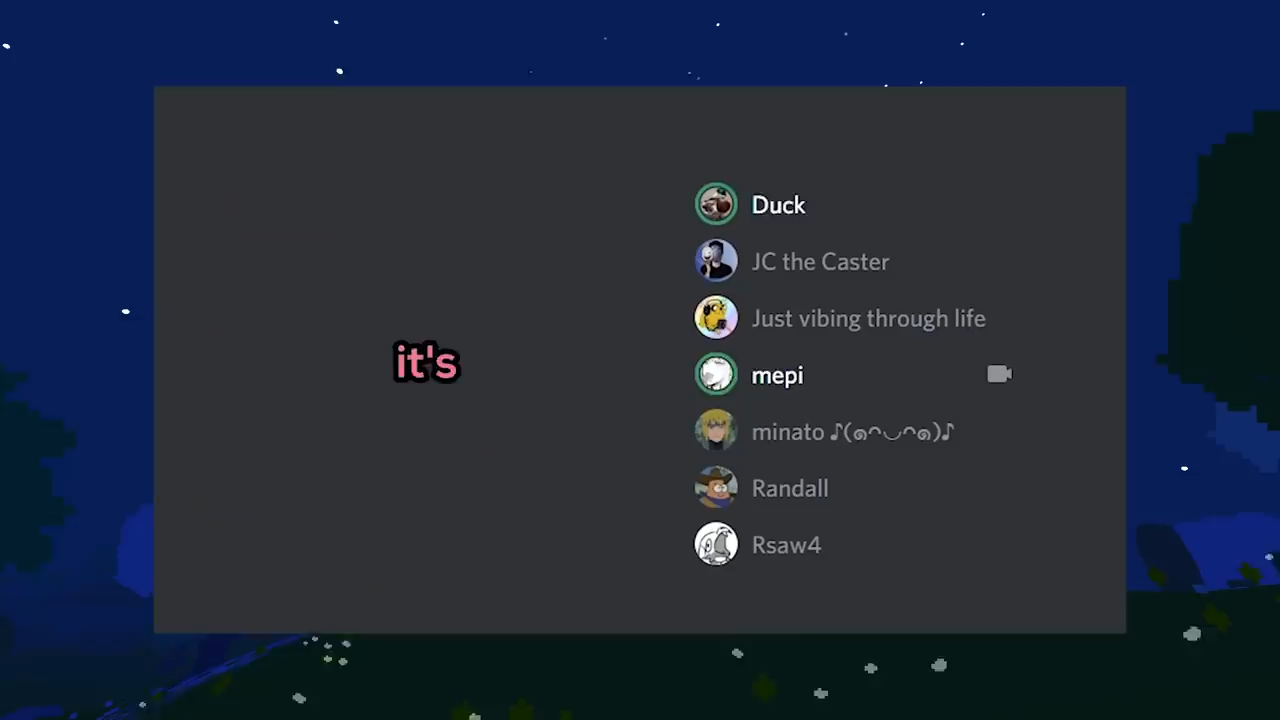 Duck
JC the Caster
Just vibing through life
it's
mepi
minato ♪(๑ᴖ◡ᴖ๑)♪
Randall
Rsaw4